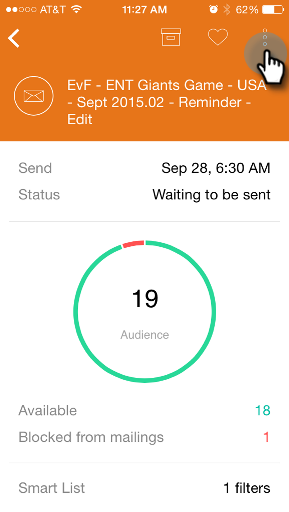 AT&T 11:27 AM 62%
EvF - ENT Giants Game - USA
- Sept 2015.02 - Reminder -
Edit
Send Sep 28, 6:30 AM
Status Waiting to be sent
19
Audience
Available 18
Blocked from mailings 1
Smart List 1 filters